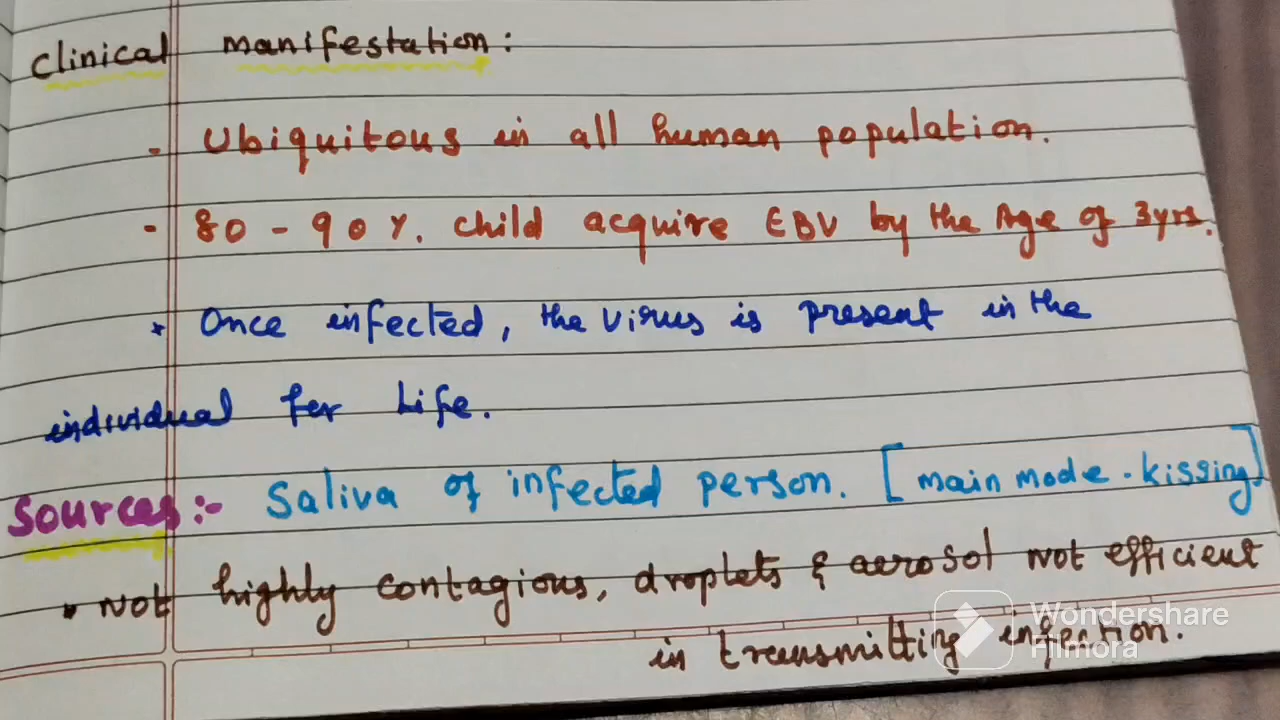 Clinical manifestation:
- Ubiquitous in all human population.
- 80-90%. child acquire EBV by the Age of 3yrs.
* Once infected, the virus is present in the
individual for Life.
Sources:- Saliva of infected person. [main mode - kissing]
• Not highly contagious, droplets & aerosol not efficient
in transmitting infection.
Wondershare
Filmora